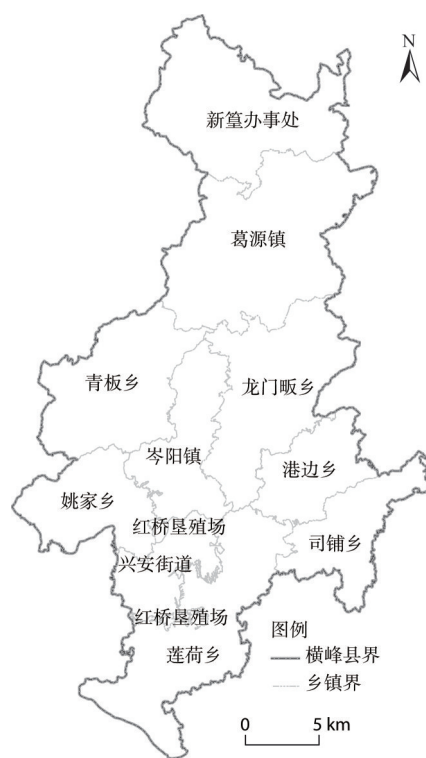 N
新篁办事处
葛源镇
青板乡
龙门畈乡
岑阳镇
港边乡
姚家乡
红桥垦殖场
司铺乡
兴安街道
红桥垦殖场
莲荷乡
图例
横峰县界
乡镇界
0 5 km